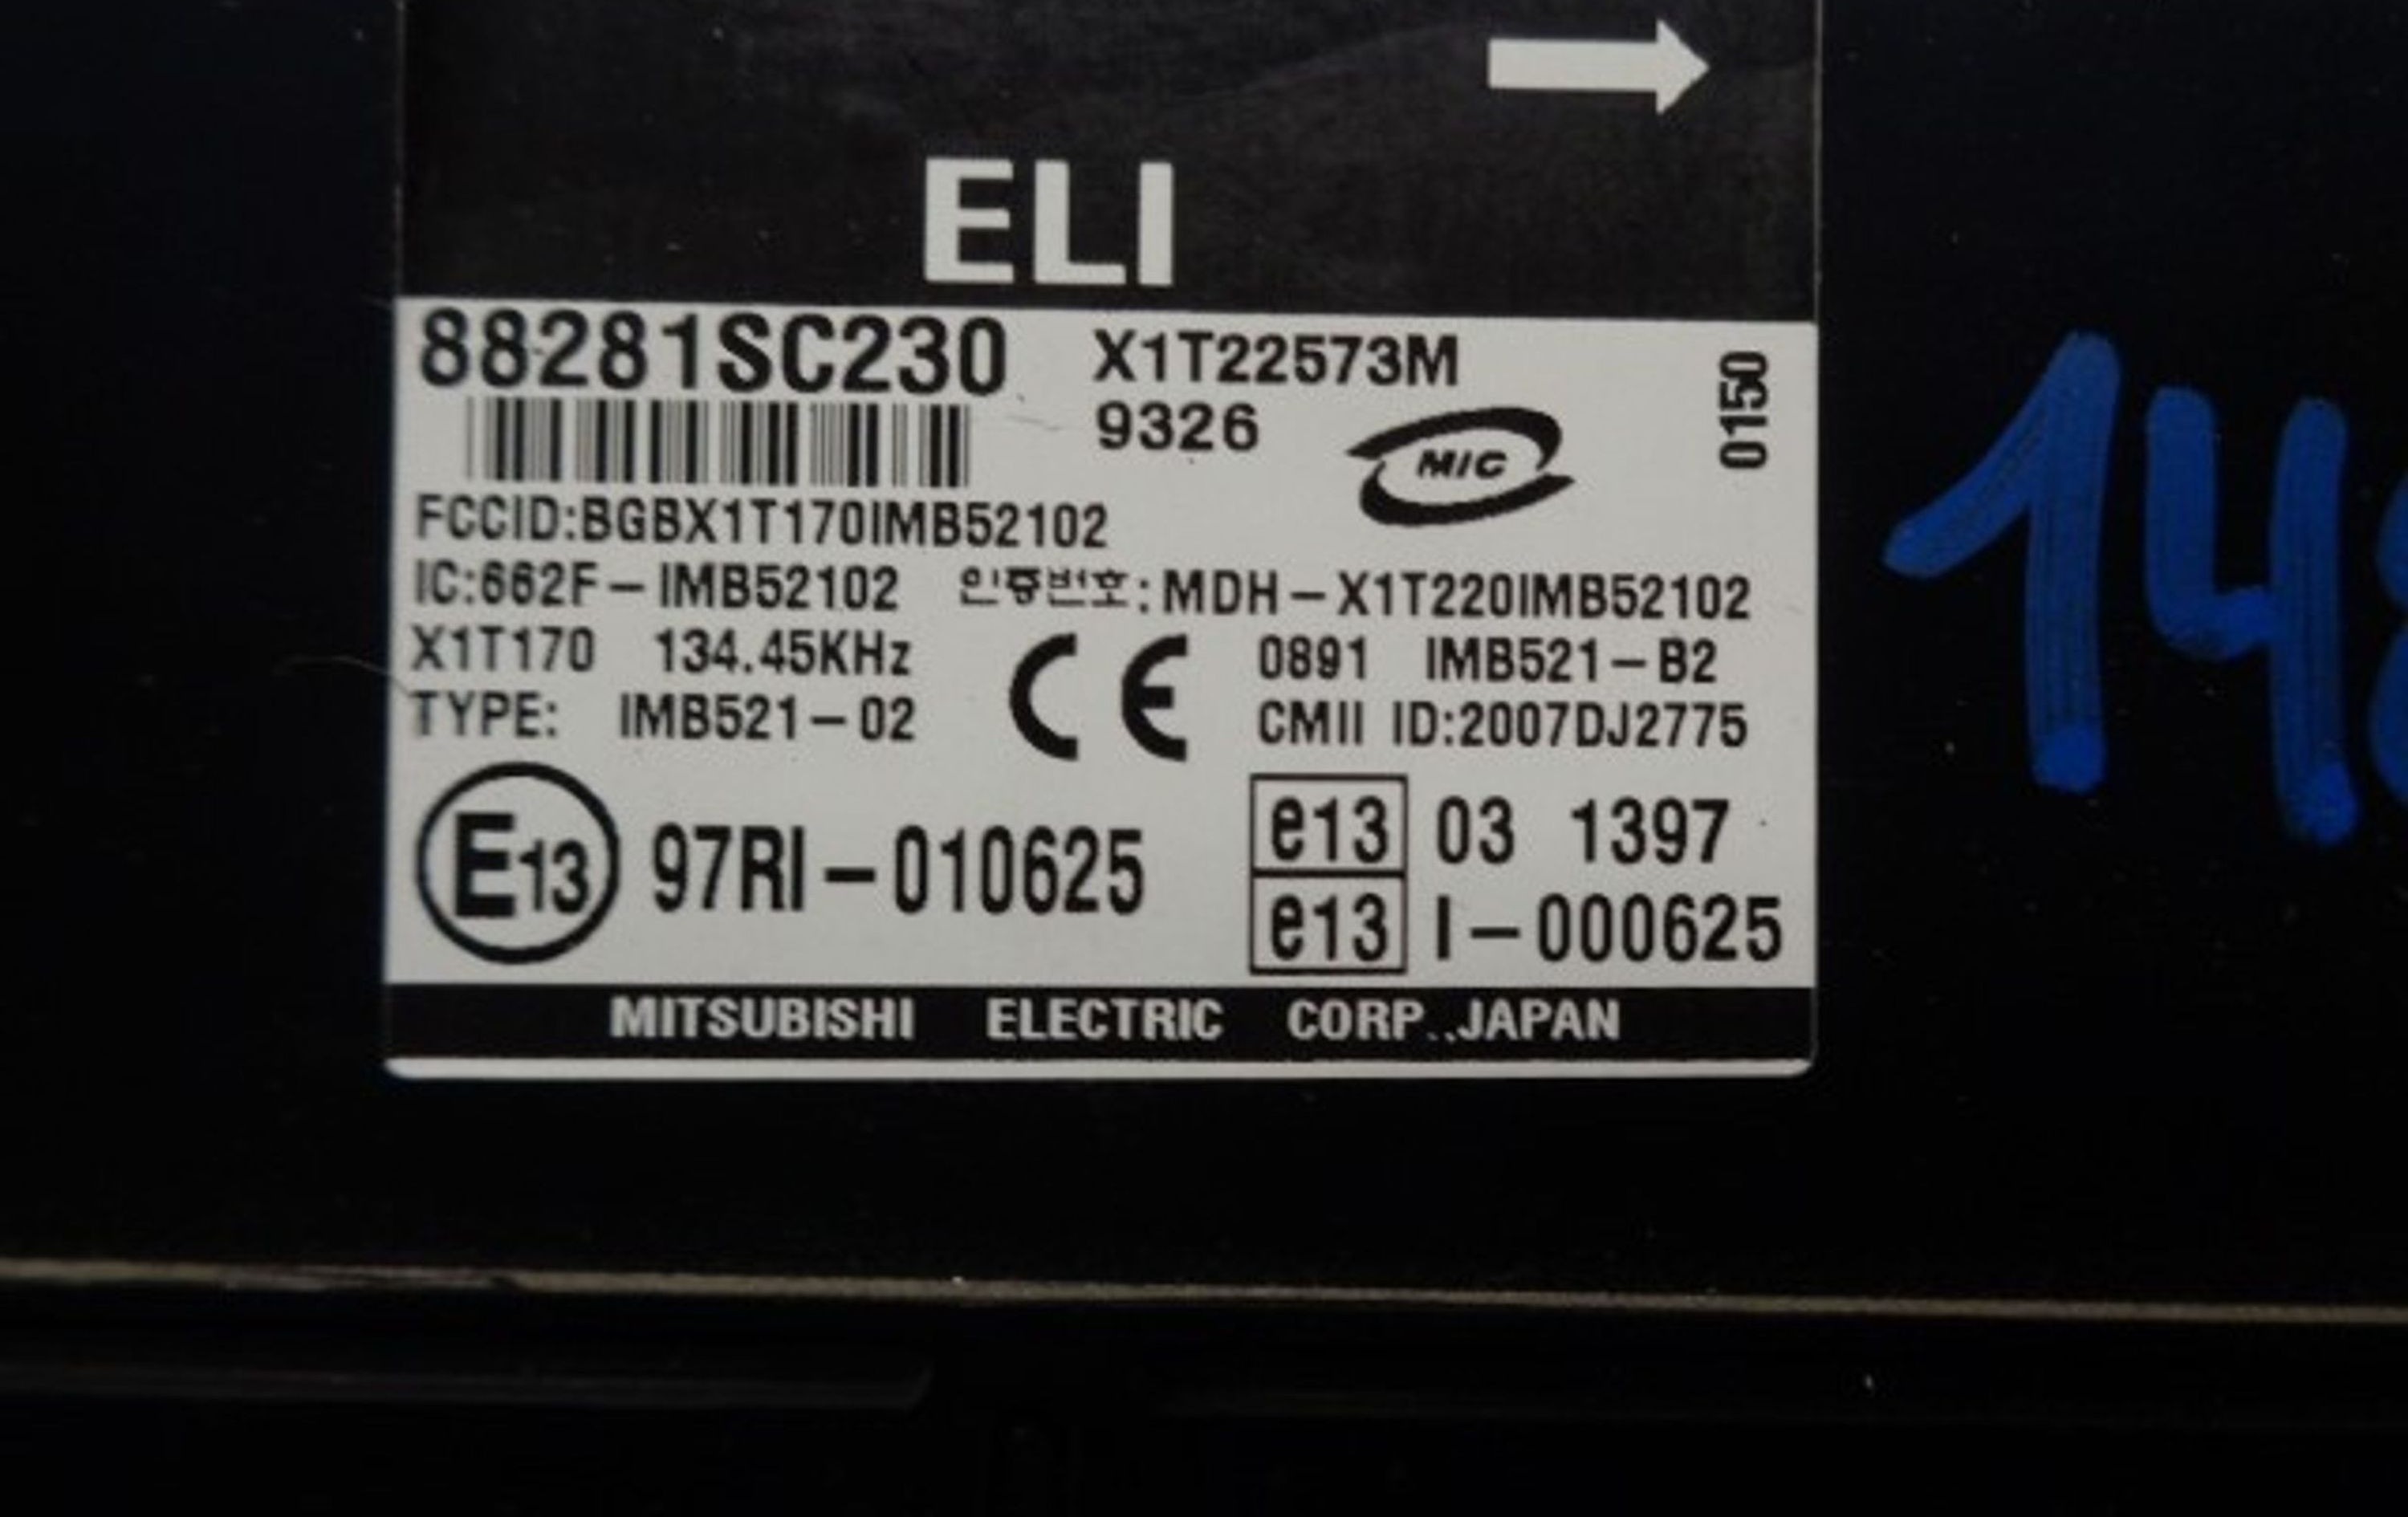 ELI
88281SC230 X1T22573M 0150
9326
MIC
FCCID:BGBX1T170IMB52102
IC:662F-IMB52102 인증번호:MDH-X1T220IMB52102
X1T170 134.45KHz CE 0891 IMB521-B2
TYPE: IMB521-02 CMII ID:2007DJ2775
E13 97RI-010625 e13 03 1397
e13 I-000625
MITSUBISHI ELECTRIC CORP.,JAPAN
14